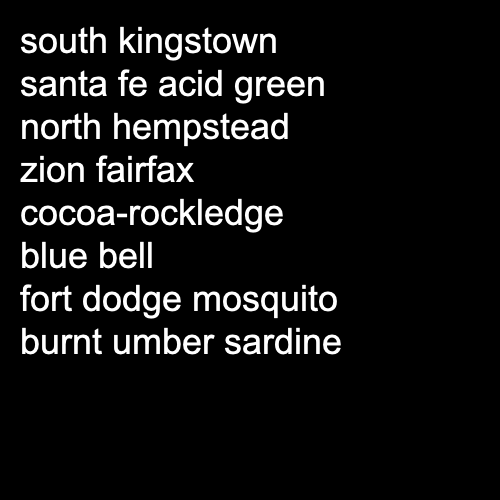 south kingstown
santa fe acid green
north hempstead
zion fairfax
cocoa-rockledge
blue bell
fort dodge mosquito
burnt umber sardine